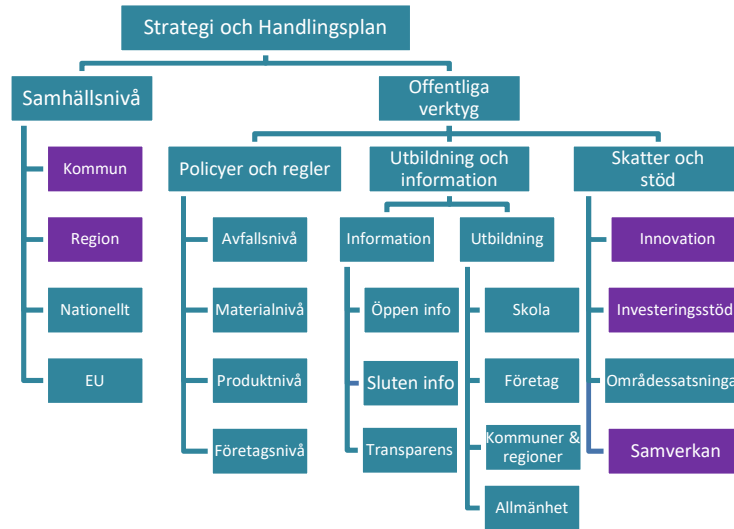 Strategi och Handlingsplan
Samhällsnivå
Offentliga
verktyg
Kommun
Region
Nationellt
EU
Policyer och regler
Utbildning och
information
Skatter och
stöd
Avfallsnivå
Materialnivå
Produktnivå
Företagsnivå
Information
Utbildning
Öppen info
Sluten info
Transparens
Skola
Företag
Kommuner &
regioner
Allmänhet
Innovation
Investeringsstöd
Områdessatsninga
Samverkan